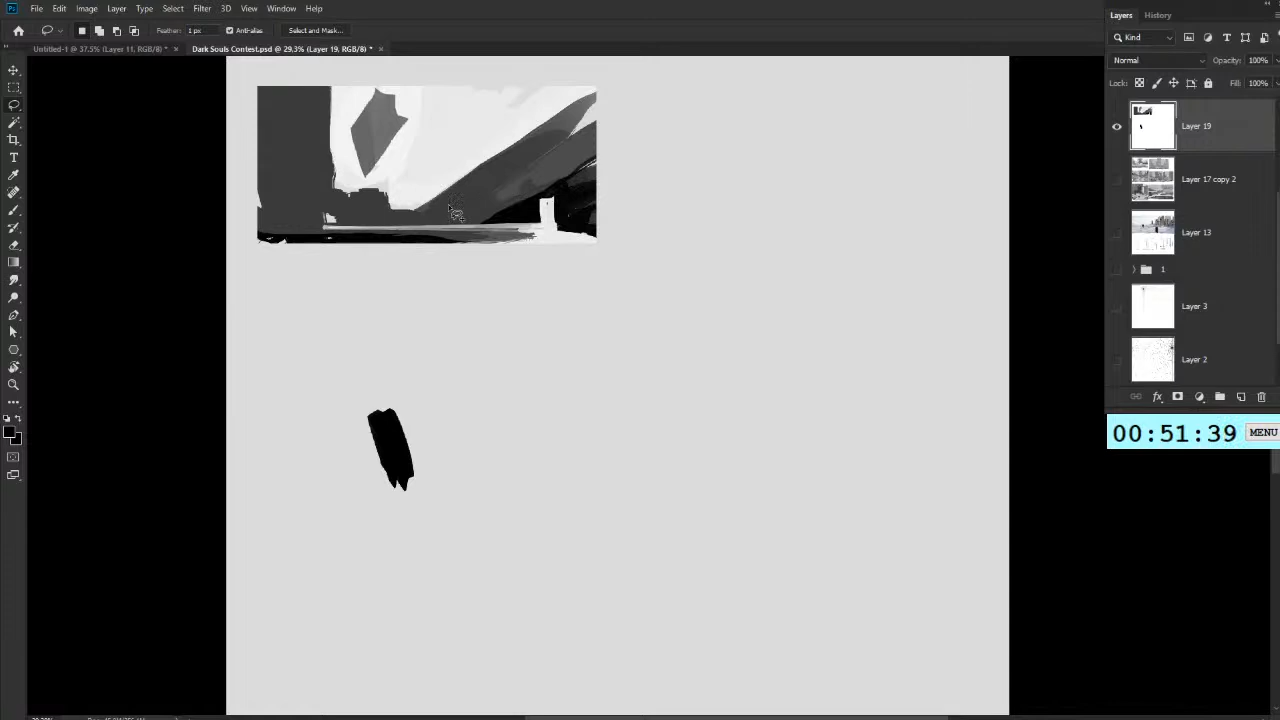 Ps File Edit Image Layer Type Select Filter 3D View Window Help
Feather: 1 px Anti-alias Select and Mask...
Untitled-1 @ 37.5% (Layer 11, RGB/8) * × Dark Souls Contest.psd @ 29.3% (Layer 19, RGB/8) * ×
Layers History
Kind
Normal Opacity: 100%
Lock: Fill: 100%
Layer 19
Layer 17 copy 2
Layer 13
1
Layer 3
Layer 2
fx
00:51:39 MENU